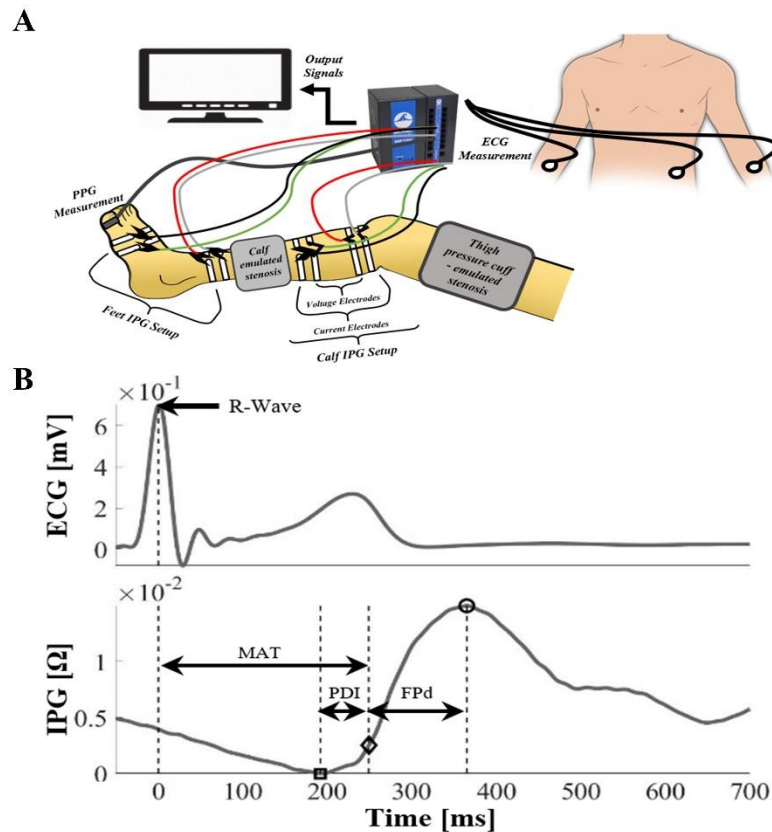 A
Output
Signals
ECG
Measurement
PPG
Measurement
Calf
emulated
stenosis
Thigh
pressure cuff
- emulated
stenosis
Feet IPG Setup
Voltage Electrodes
Current Electrodes
Calf IPG Setup
B
×10⁻¹
R-Wave
6
4
2
0
ECG [mV]
×10⁻²
MAT
PDI
FPd
1
0.5
0
IPG [Ω]
0 100 200 300 400 500 600 700
Time [ms]